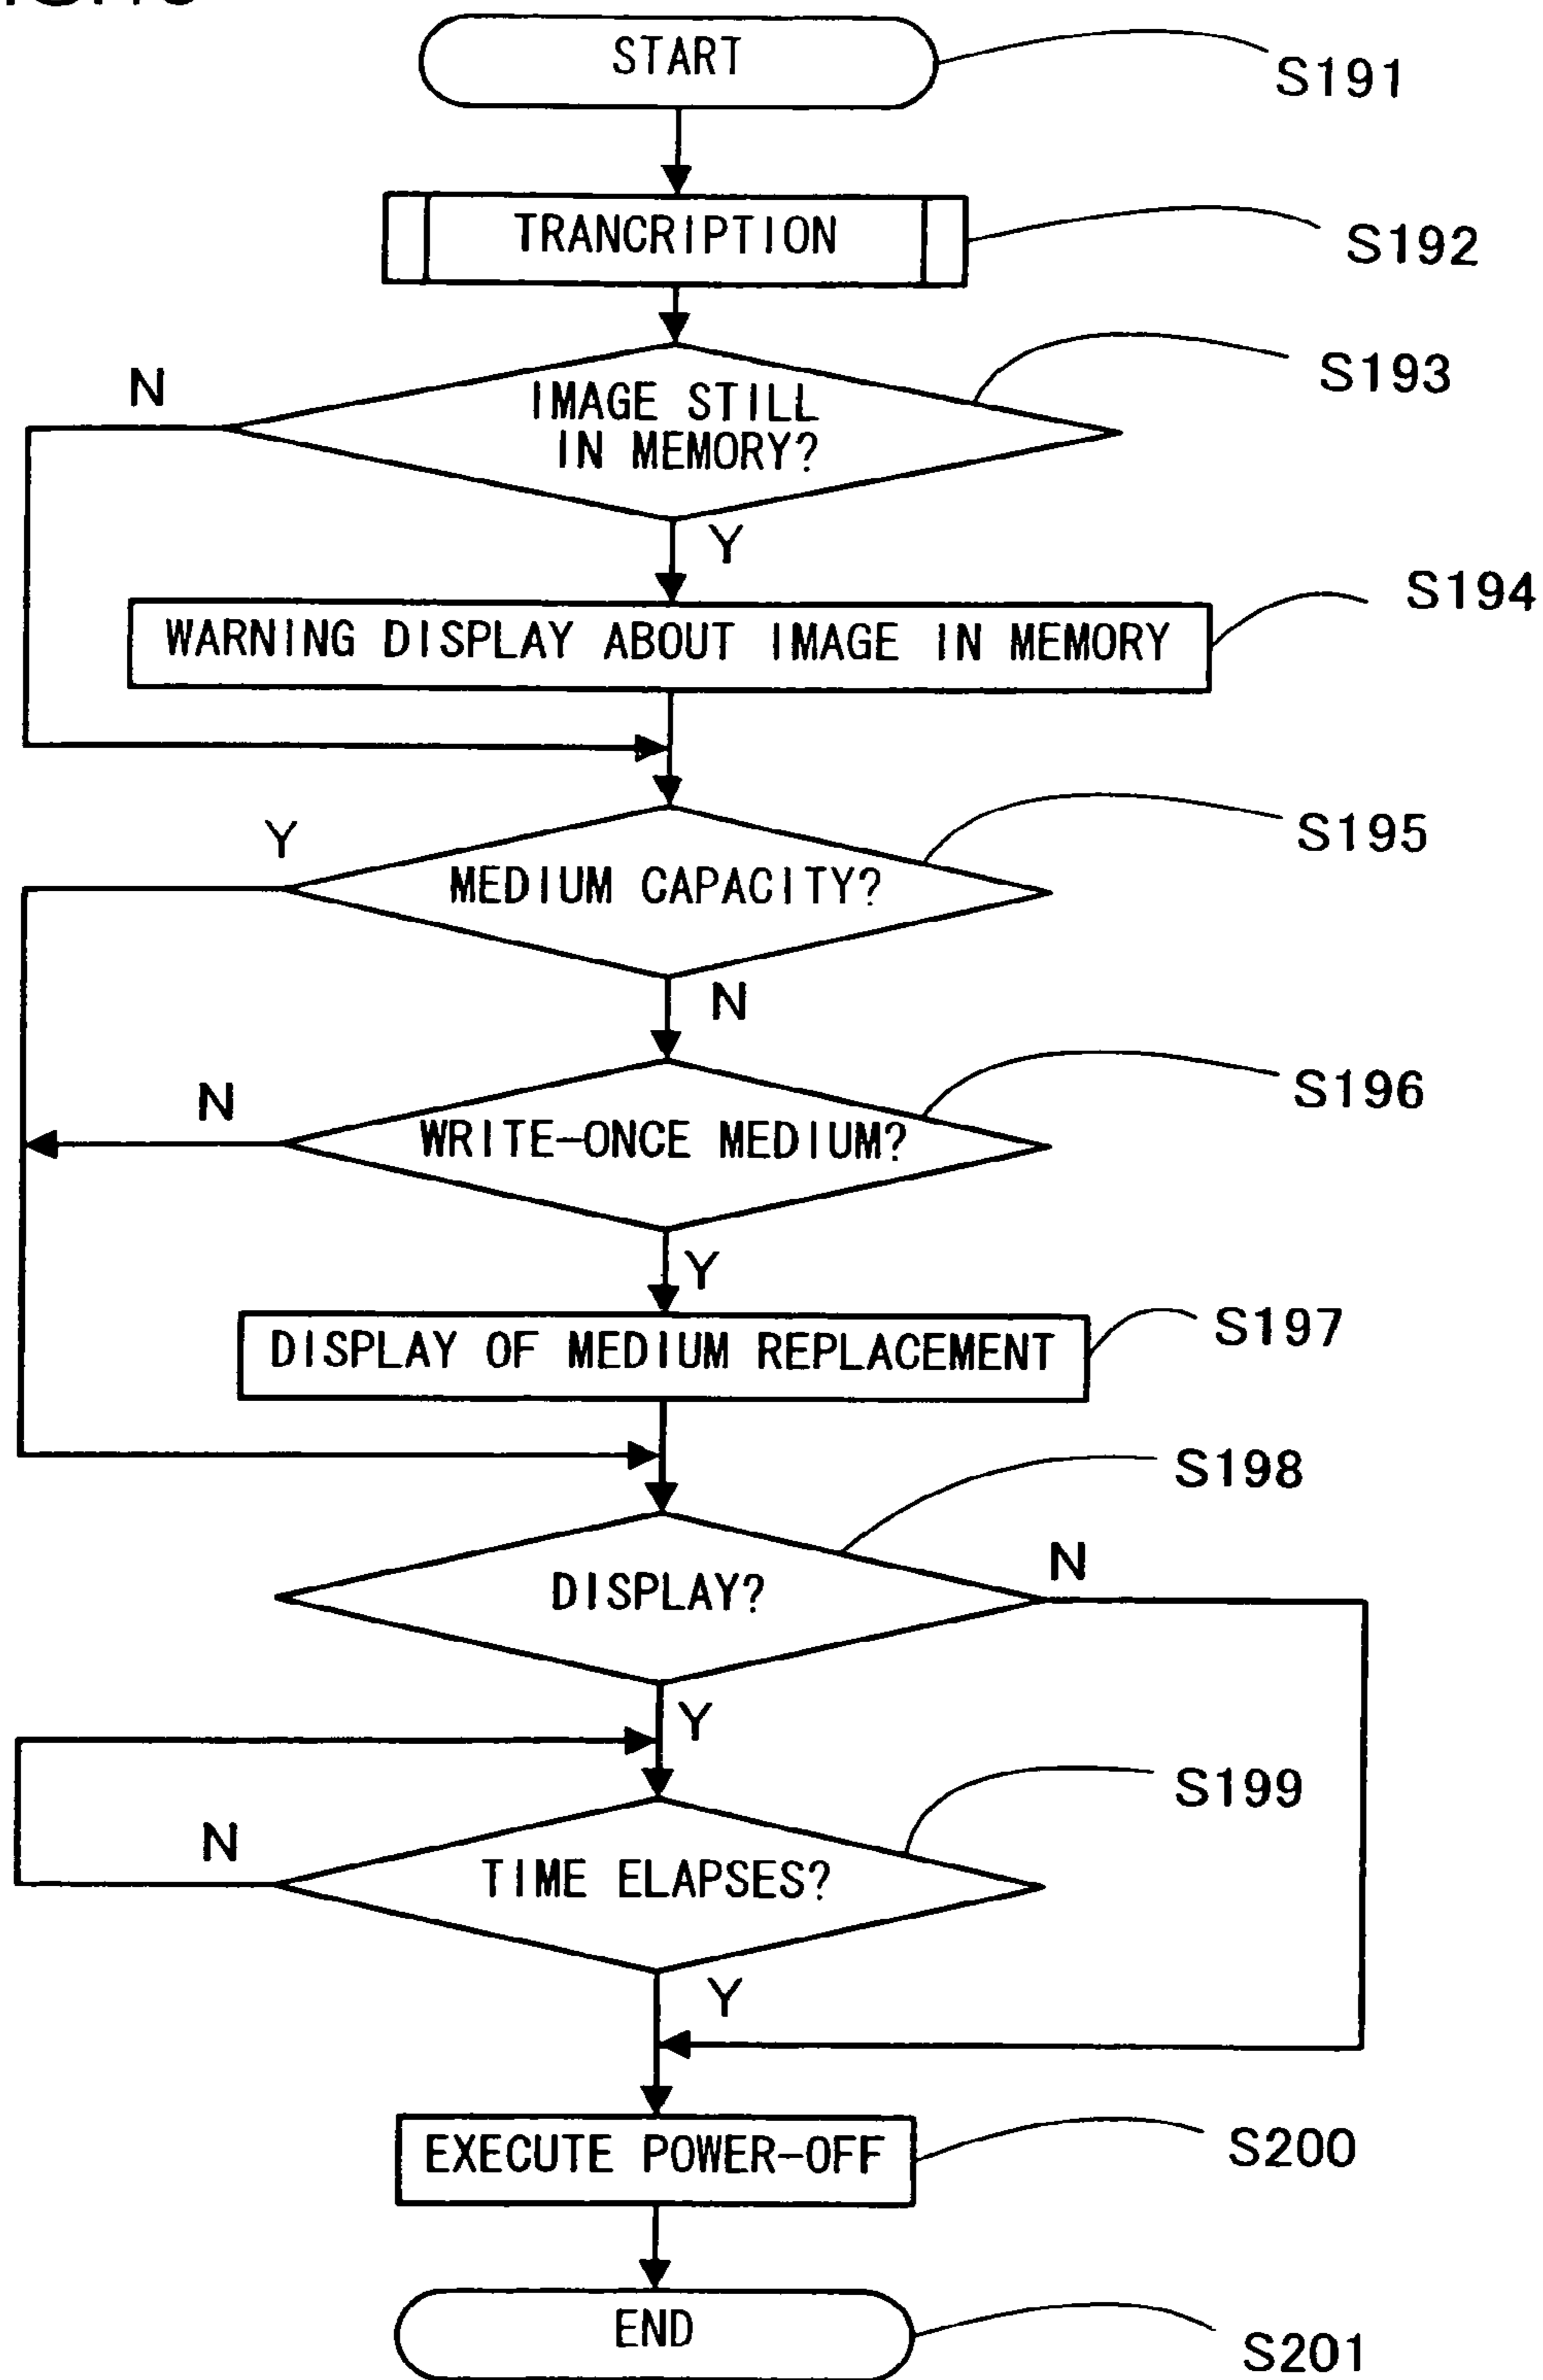 START
S191
TRANCRIPTION
S192
N
IMAGE STILL
IN MEMORY?
S193
Y
WARNING DISPLAY ABOUT IMAGE IN MEMORY
S194
Y
MEDIUM CAPACITY?
S195
N
N
WRITE-ONCE MEDIUM?
S196
Y
DISPLAY OF MEDIUM REPLACEMENT
S197
S198
DISPLAY?
N
Y
S199
N
TIME ELAPSES?
Y
EXECUTE POWER-OFF
S200
END
S201